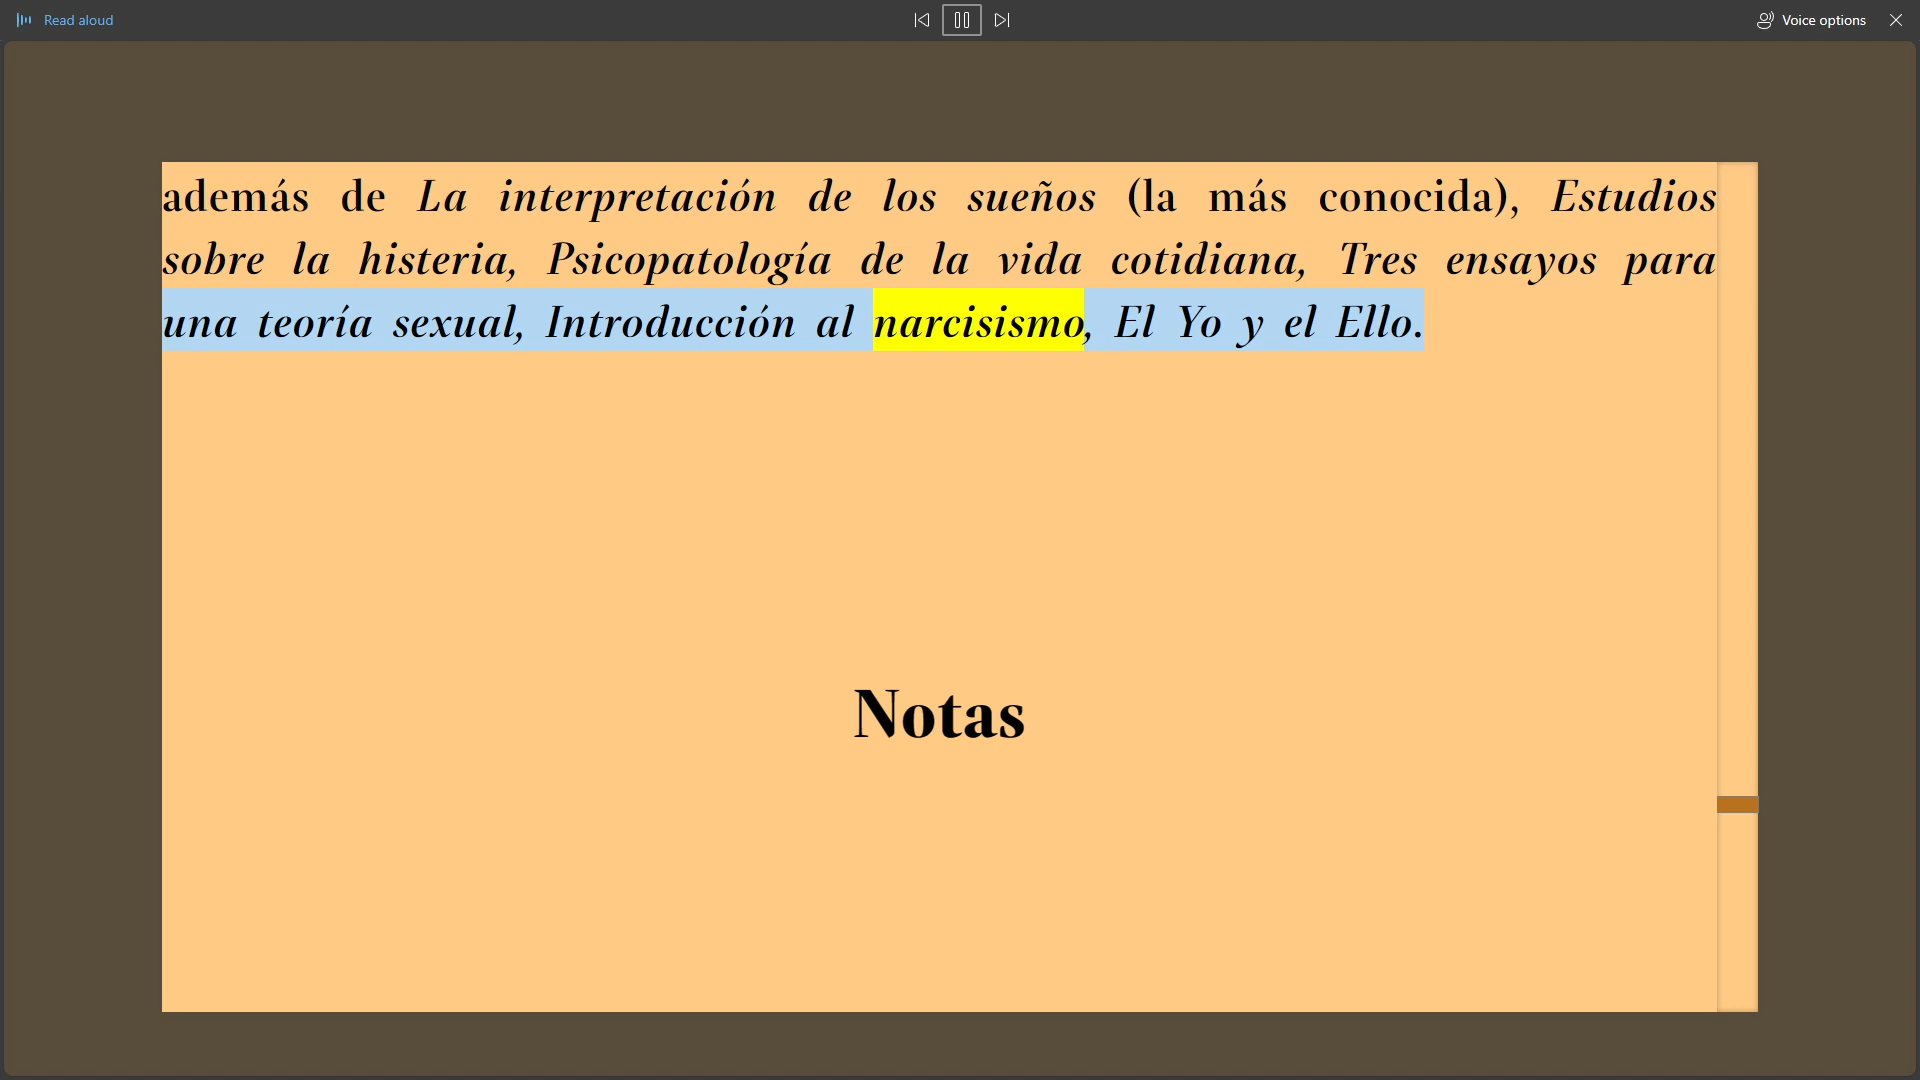 Read aloud
Voice options
además de La interpretación de los sueños (la más conocida), Estudios
sobre la histeria, Psicopatología de la vida cotidiana, Tres ensayos para
una teoría sexual, Introducción al narcisismo, El Yo y el Ello.
Notas